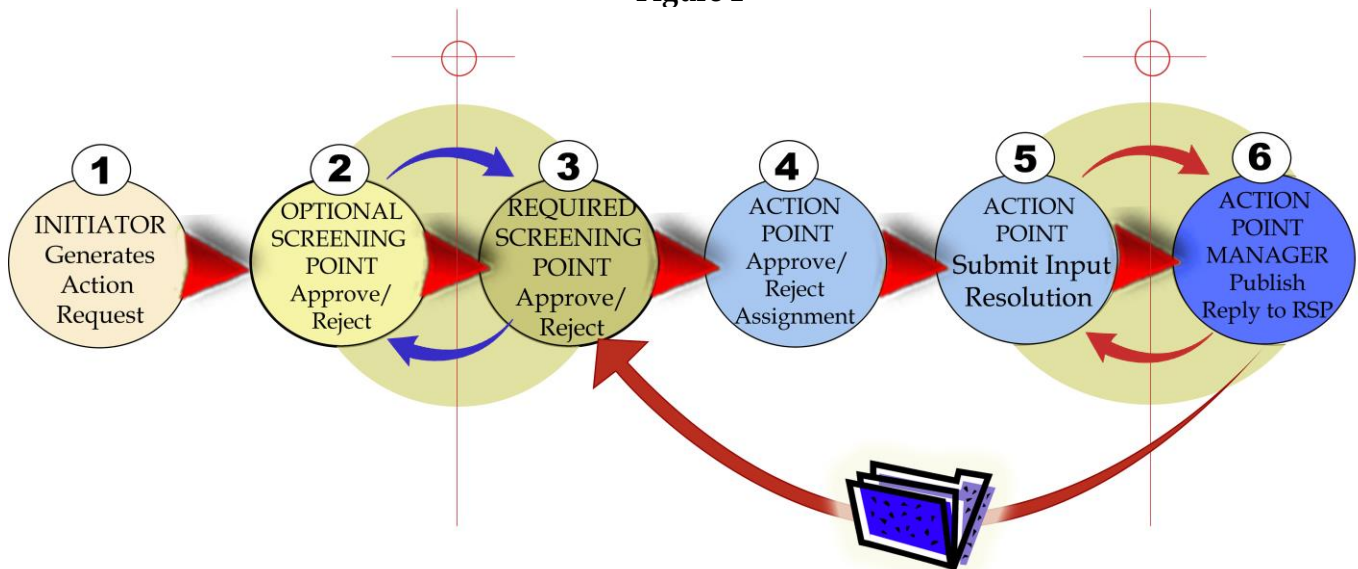 1
INITIATOR
Generates
Action
Request
2
OPTIONAL
SCREENING
POINT
Approve/
Reject
3
REQUIRED
SCREENING
POINT
Approve/
Reject
4
ACTION
POINT
Approve/
Reject
Assignment
5
ACTION
POINT
Submit Input
Resolution
6
ACTION
POINT
MANAGER
Publish
Reply to RSP